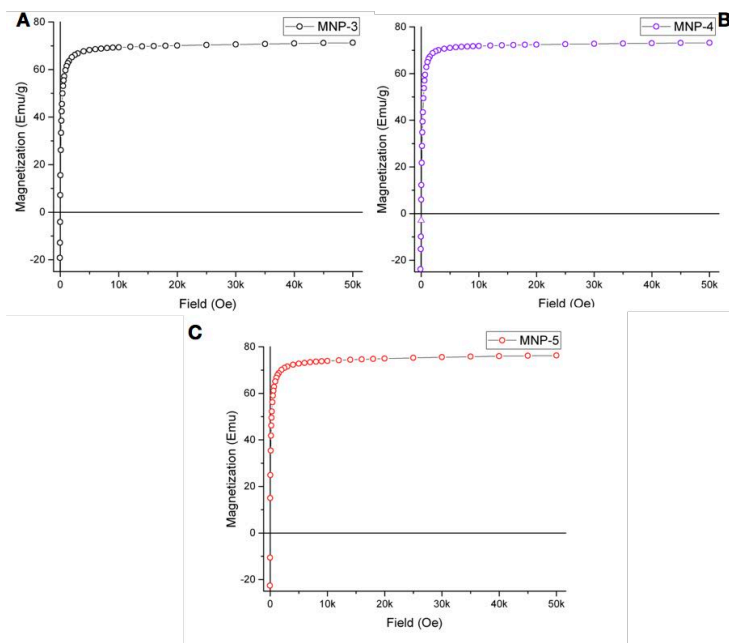 A
MNP-3
Magnetization (Emu/g)
80
60
40
20
0
-20
0
10k
20k
30k
40k
50k
Field (Oe)
B
MNP-4
Magnetization (Emu/g)
80
60
40
20
0
-20
0
10k
20k
30k
40k
50k
Field (Oe)
C
MNP-5
Magnetization (Emu)
80
60
40
20
0
-20
0
10k
20k
30k
40k
50k
Field (Oe)